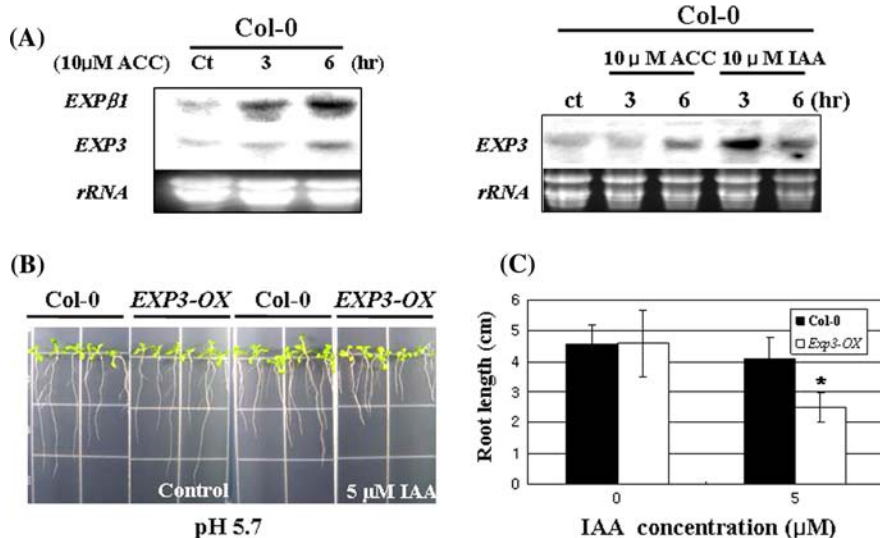 (A)
Col-0
(10μM ACC) Ct 3 6 (hr)
EXPβ1
EXP3
rRNA
Col-0
10 μM ACC 10 μM IAA
ct 3 6 3 6 (hr)
EXP3
rRNA
(B)
Col-0 EXP3-OX Col-0 EXP3-OX
Control 5 μM IAA
pH 5.7
(C)
Root length (cm)
6
5
4
3
2
1
0
Col-0
Exp3-OX
*
0 5
IAA concentration (μM)